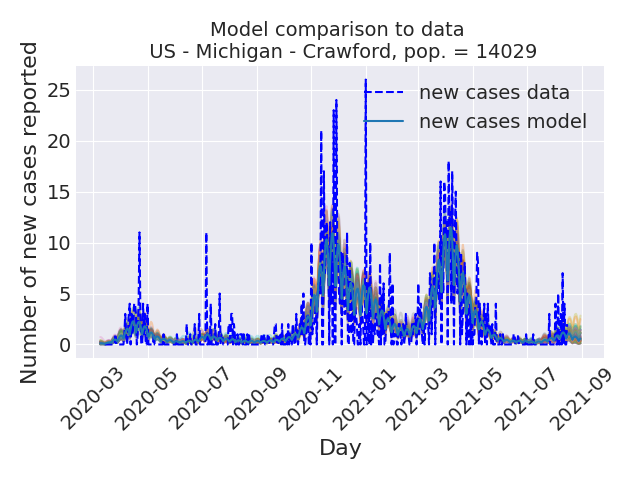 Model comparison to data
US - Michigan - Crawford, pop. = 14029
Number of new cases reported
25
20
15
10
5
0
new cases data
new cases model
2020-03
2020-05
2020-07
2020-09
2020-11
2021-01
2021-03
2021-05
2021-07
2021-09
Day